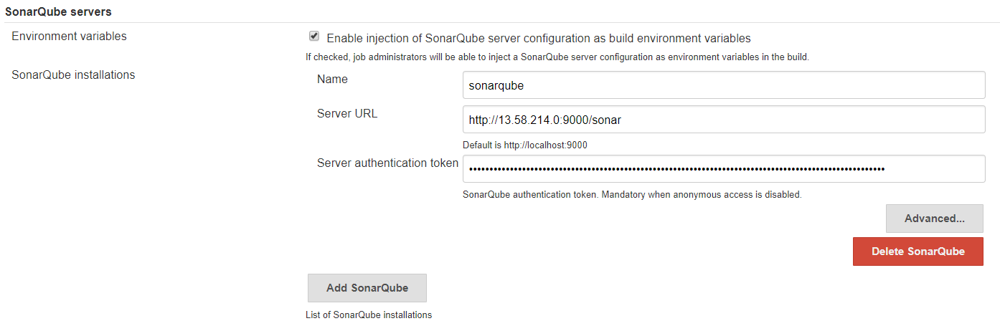 SonarQube servers
Environment variables
Enable injection of SonarQube server configuration as build environment variables
If checked, job administrators will be able to inject a SonarQube server configuration as environment variables in the build.
SonarQube installations
Name
sonarqube
Server URL
http://13.58.214.0:9000/sonar
Default is http://localhost:9000
Server authentication token
SonarQube authentication token. Mandatory when anonymous access is disabled.
Advanced...
Delete SonarQube
Add SonarQube
List of SonarQube installations